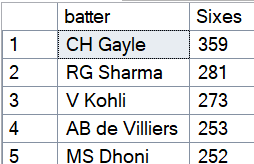 batter Sixes
1 CH Gayle 359
2 RG Sharma 281
3 V Kohli 273
4 AB de Villiers 253
5 MS Dhoni 252